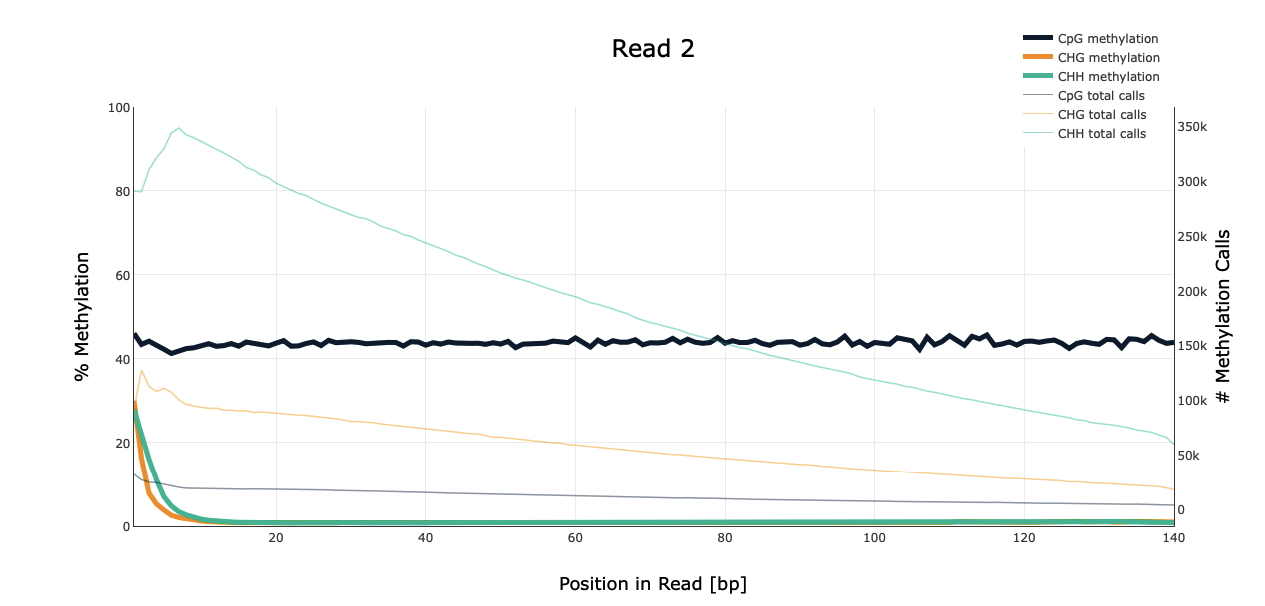 Read 2
CpG methylation
CHG methylation
CHH methylation
CpG total calls
CHG total calls
CHH total calls
100
80
60
40
20
0
% Methylation
350k
300k
250k
200k
150k
100k
50k
0
# Methylation Calls
20
40
60
80
100
120
140
Position in Read [bp]